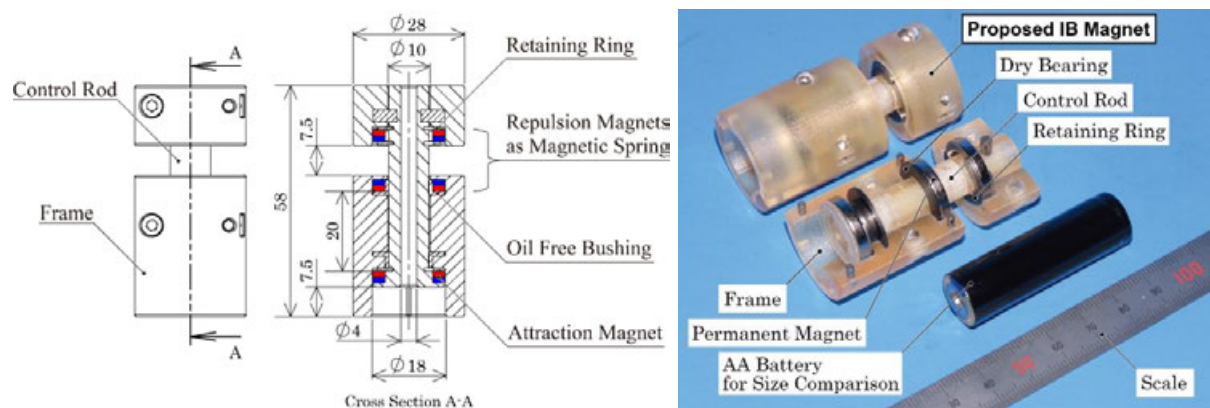 A
Control Rod
Frame
A
Ø28
Ø10
Retaining Ring
7.5
Repulsion Magnets
as Magnetic Spring
58
20
Oil Free Bushing
7.5
Ø4
Attraction Magnet
Ø18
Cross Section A-A
Proposed IB Magnet
Dry Bearing
Control Rod
Retaining Ring
Frame
Permanent Magnet
AA Battery
for Size Comparison
Scale
50
100